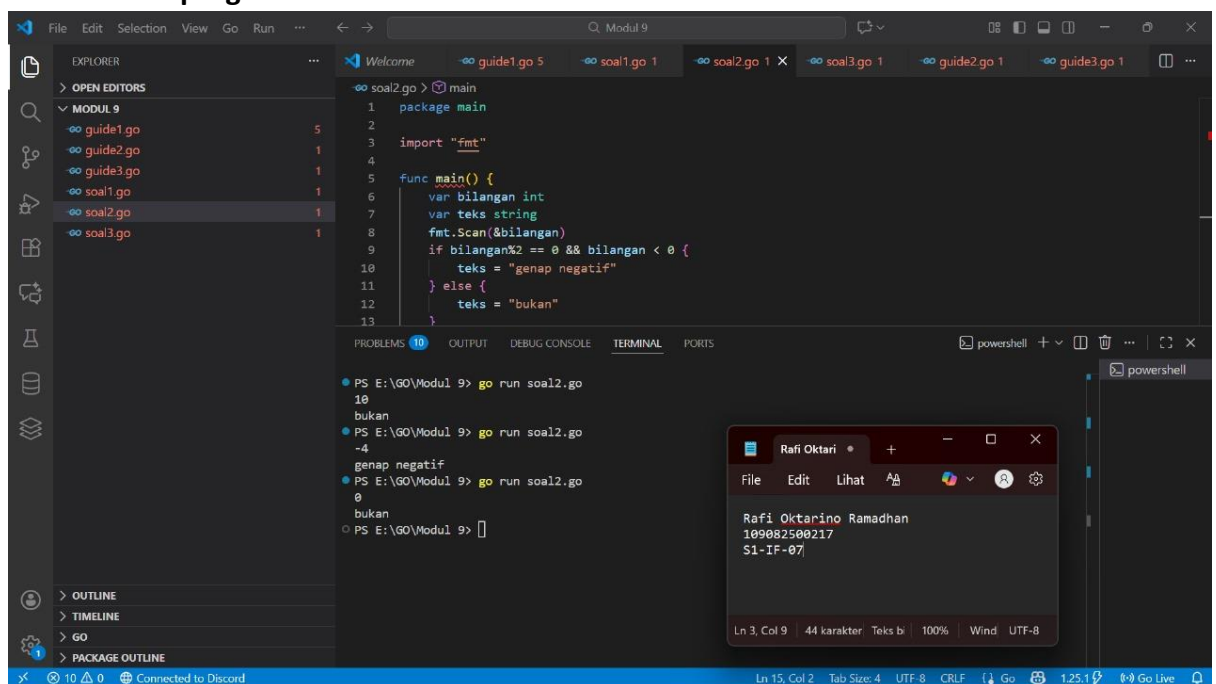 File Edit Selection View Go Run ... Modul 9
EXPLORER ...
OPEN EDITORS
MODUL 9
guide1.go 5
guide2.go 1
guide3.go 1
soal1.go 1
soal2.go 1
soal3.go 1
OUTLINE
TIMELINE
GO
PACKAGE OUTLINE
Welcome guide1.go 5 soal1.go 1 soal2.go 1 soal3.go 1 guide2.go 1 guide3.go 1
soal2.go > main
1 package main
2
3 import "fmt"
4
5 func main() {
6 var bilangan int
7 var teks string
8 fmt.Scan(&bilangan)
9 if bilangan%2 == 0 && bilangan < 0 {
10 teks = "genap negatif"
11 } else {
12 teks = "bukan"
13 }
PROBLEMS 10 OUTPUT DEBUG CONSOLE TERMINAL PORTS powershell
powershell
PS E:\GO\Modul 9> go run soal2.go
10
bukan
PS E:\GO\Modul 9> go run soal2.go
-4
genap negatif
PS E:\GO\Modul 9> go run soal2.go
0
bukan
PS E:\GO\Modul 9>
Rafi Oktari
File Edit Lihat
Rafi Oktarino Ramadhan
109082500217
S1-IF-07
Ln 3, Col 9 44 karakter Teks bi 100% Wind UTF-8
1
10 0 Connected to Discord Ln 15, Col 2 Tab Size: 4 UTF-8 CRLF Go 1.25.1 Go Live